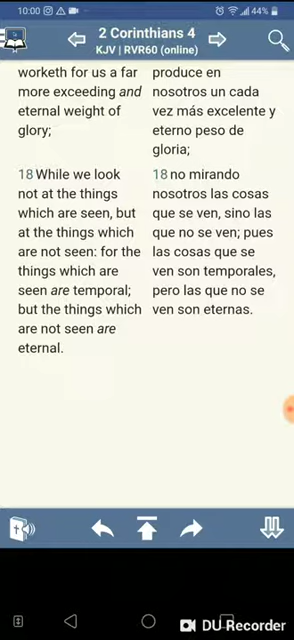 10:00 44%
2 Corinthians 4
KJV | RVR60 (online)
worketh for us a far
more exceeding and
eternal weight of
glory;
18 While we look
not at the things
which are seen, but
at the things which
are not seen: for the
things which are
seen are temporal;
but the things which
are not seen are
eternal.
produce en
nosotros un cada
vez más excelente y
eterno peso de
gloria;
18 no mirando
nosotros las cosas
que se ven, sino las
que no se ven; pues
las cosas que se
ven son temporales,
pero las que no se
ven son eternas.
DU Recorder